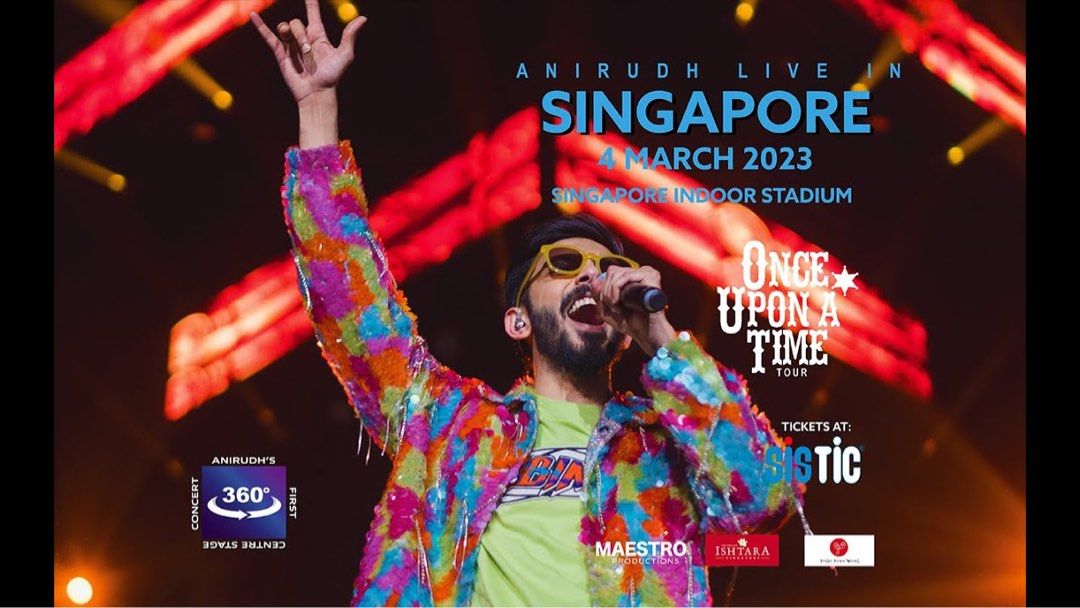 ANIRUDH LIVE IN
SINGAPORE
4 MARCH 2023
SINGAPORE INDOOR STADIUM
ONCE
UPON A
TIME
TOUR
TICKETS AT:
SISTIC
ANIRUDH'S
FIRST
360°
CENTRE STAGE
CONCERT
MAESTRO
PRODUCTIONS
ISHTARA
SINGAPORE